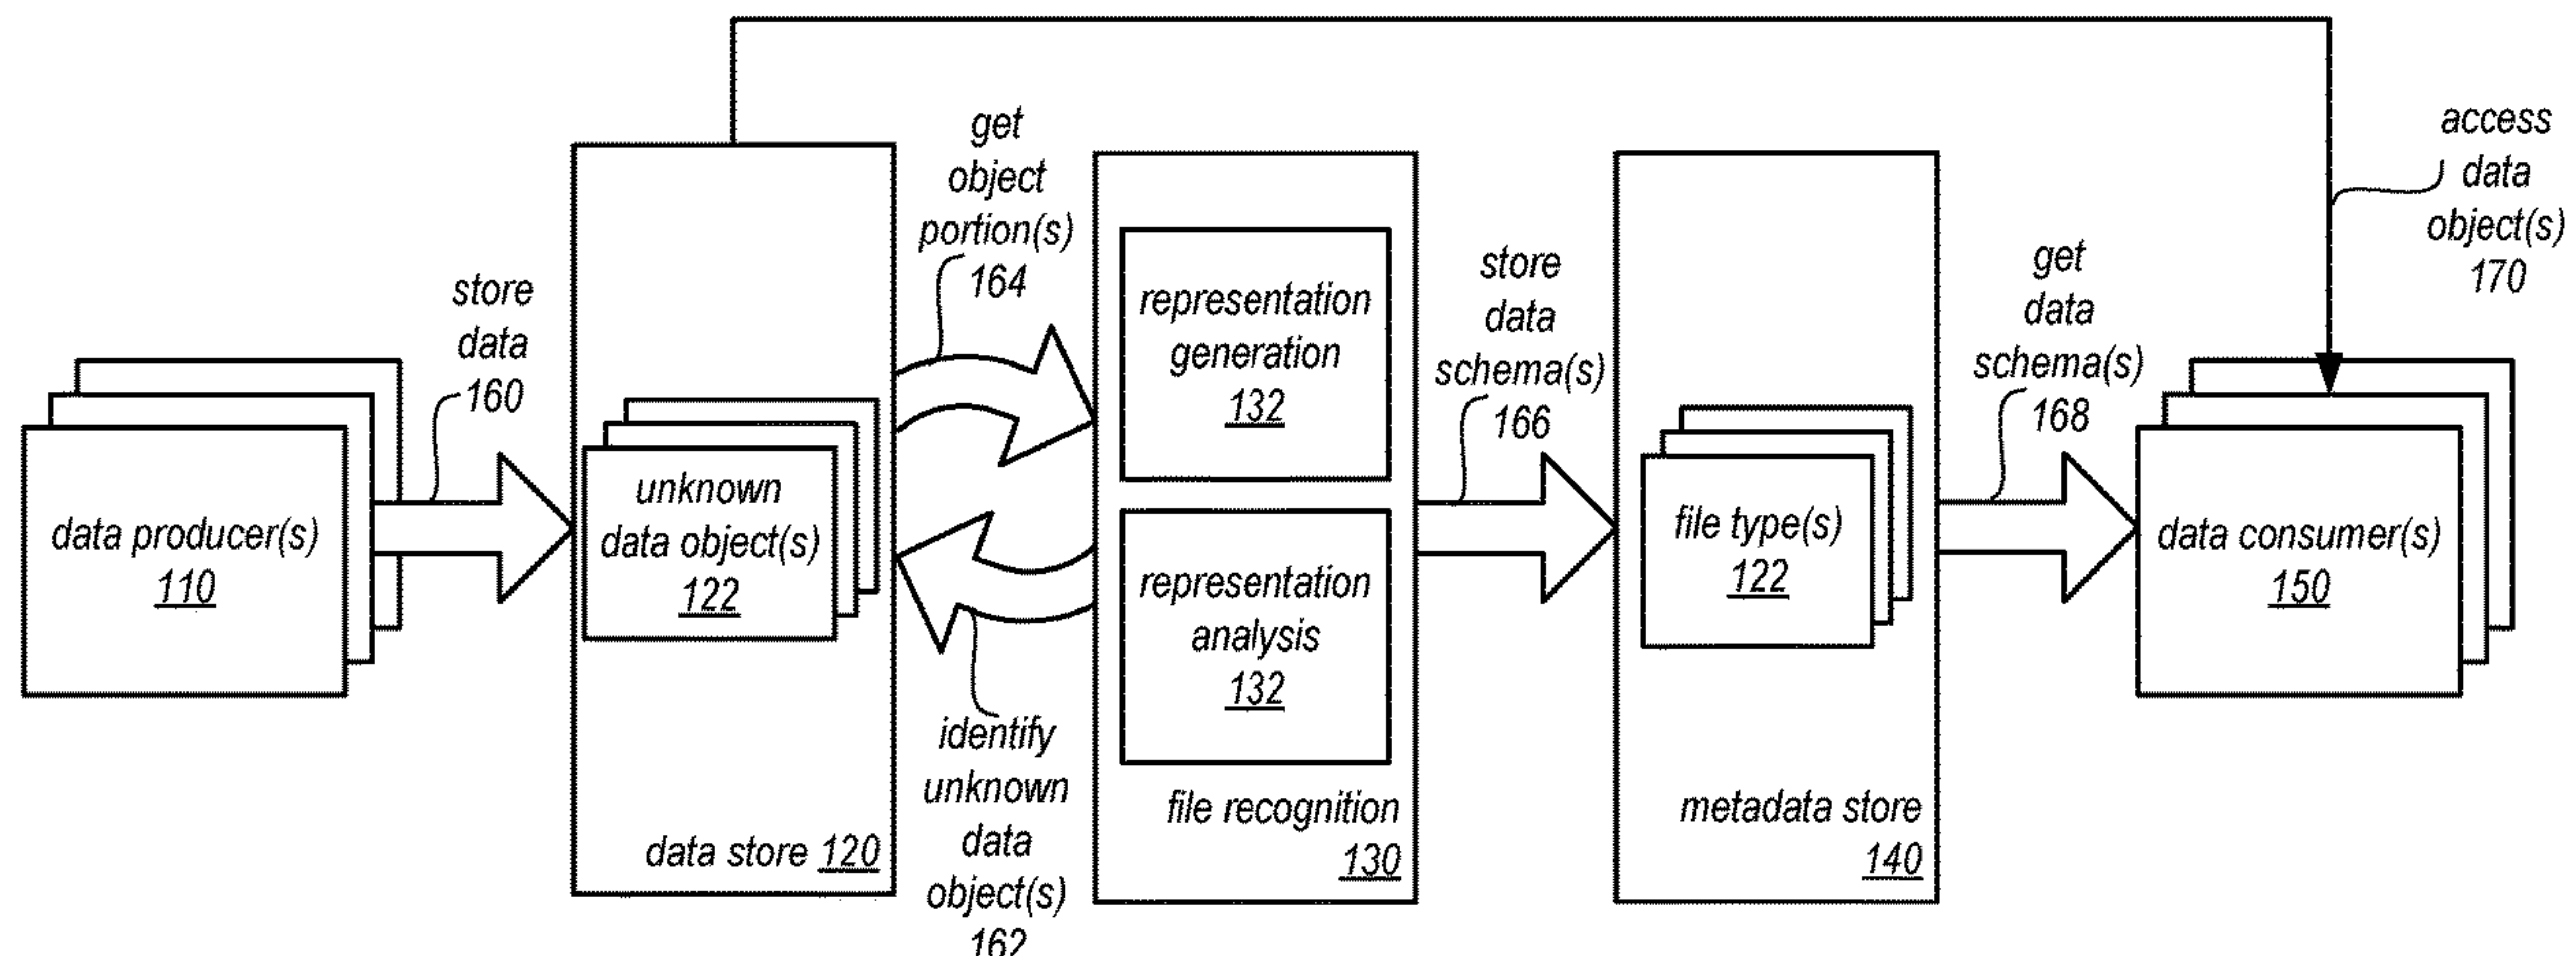 data producer(s)
110
store
data
160
unknown
data object(s)
122
data store 120
get
object
portion(s)
164
identify
unknown
data
object(s)
162
representation
generation
132
representation
analysis
132
file recognition
130
store
data
schema(s)
166
file type(s)
122
metadata store
140
get
data
schema(s)
168
access
data
object(s)
170
data consumer(s)
150